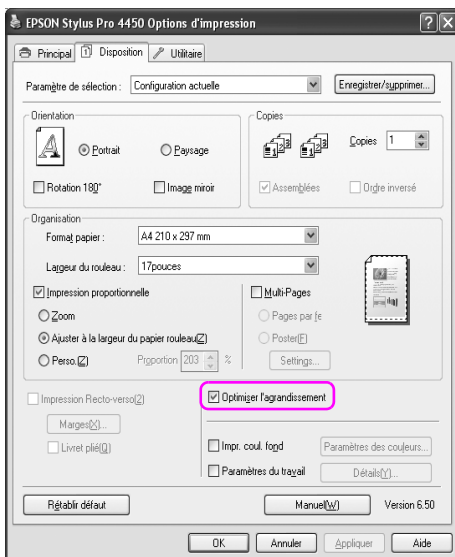 EPSON Stylus Pro 4450 Options d'impression
Principal Disposition Utilitaire
Paramètre de sélection : Configuration actuelle Enregistrer/supprimer...
Orientation Copies
Portrait Paysage Copies 1
Rotation 180° Image miroir Assemblées Ordre inversé
Organisation
Format papier : A4 210 x 297 mm
Largeur du rouleau : 17pouces
Impression proportionnelle Multi-Pages
Zoom Pages par fe
Ajuster à la largeur du papier rouleau(Z) Poster(F)
Perso.(Z) Proportion 203 % Settings...
Impression Recto-verso(2) Optimiser l'agrandissement
Marges(X)...
Livret plié(Q) Impr. coul. fond Paramètres des couleurs...
Paramètres du travail Détails(Y)...
Rétablir défaut Manuel(W) Version 6.50
OK Annuler Appliquer Aide